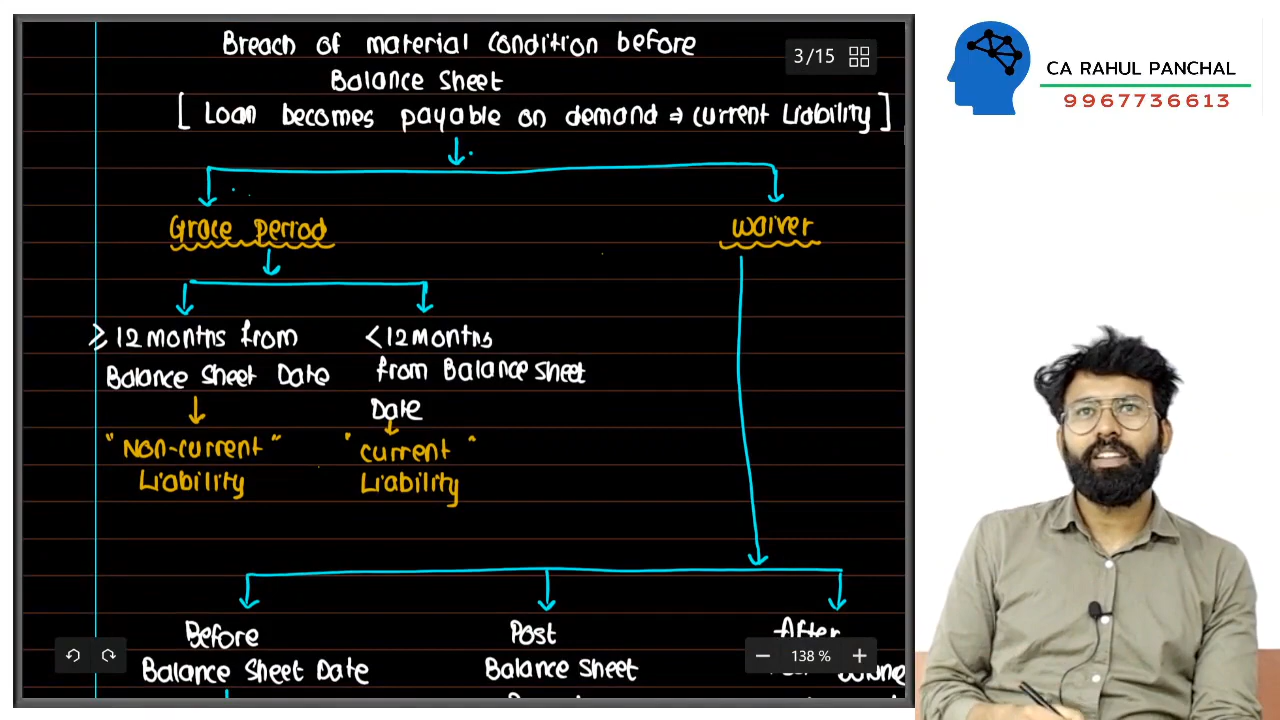 Breach of material condition before
Balance Sheet
[ Loan becomes payable on demand ⇒ current Liability ]
3/15
CA RAHUL PANCHAL
9967736613
Grace period
waiver
≥ 12 months from
Balance Sheet Date
< 12 months
from Balance sheet
Date
" Non-current "
Liability
" current "
Liability
Before
Balance Sheet Date
Post
Balance Sheet
After
138 %